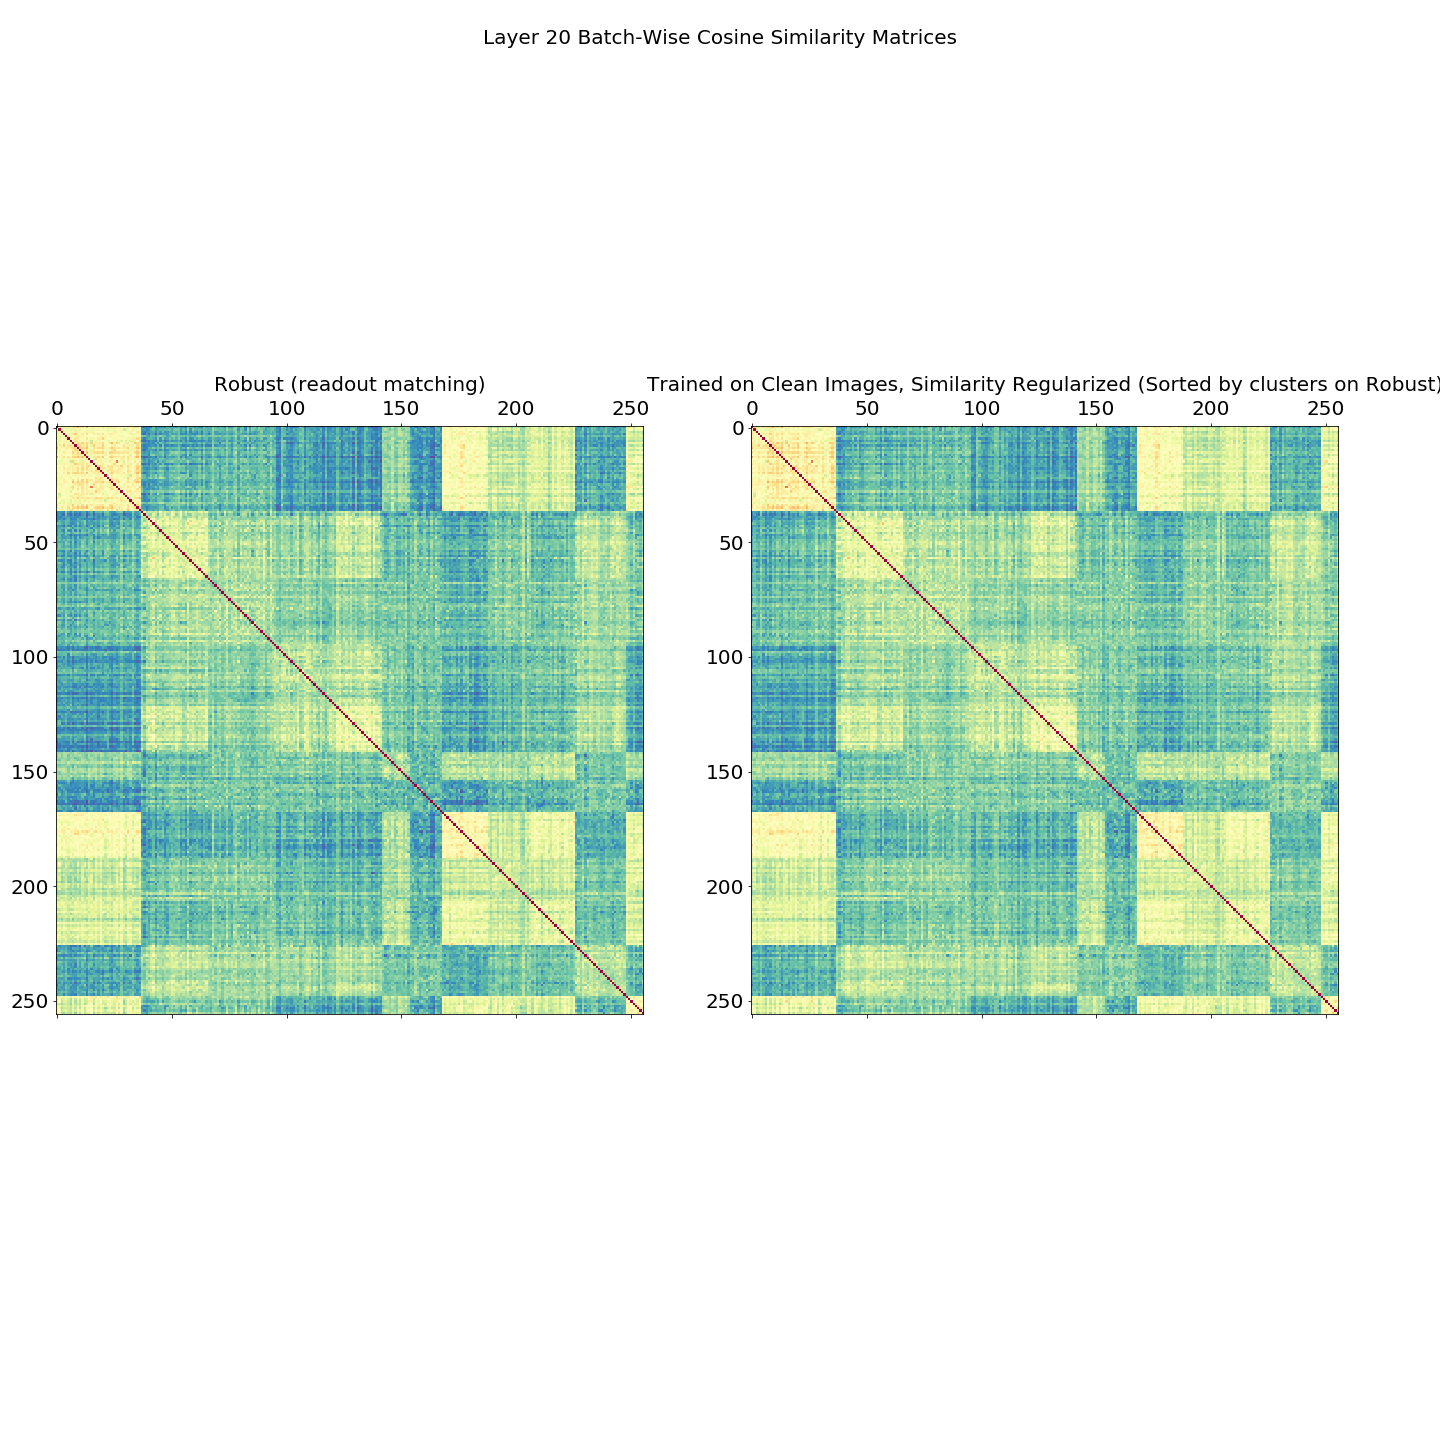 Layer 20 Batch-Wise Cosine Similarity Matrices
Robust (readout matching)
Trained on Clean Images, Similarity Regularized (Sorted by clusters on Robust)
0 50 100 150 200 250
0 50 100 150 200 250
0
50
100
150
200
250
0
50
100
150
200
250